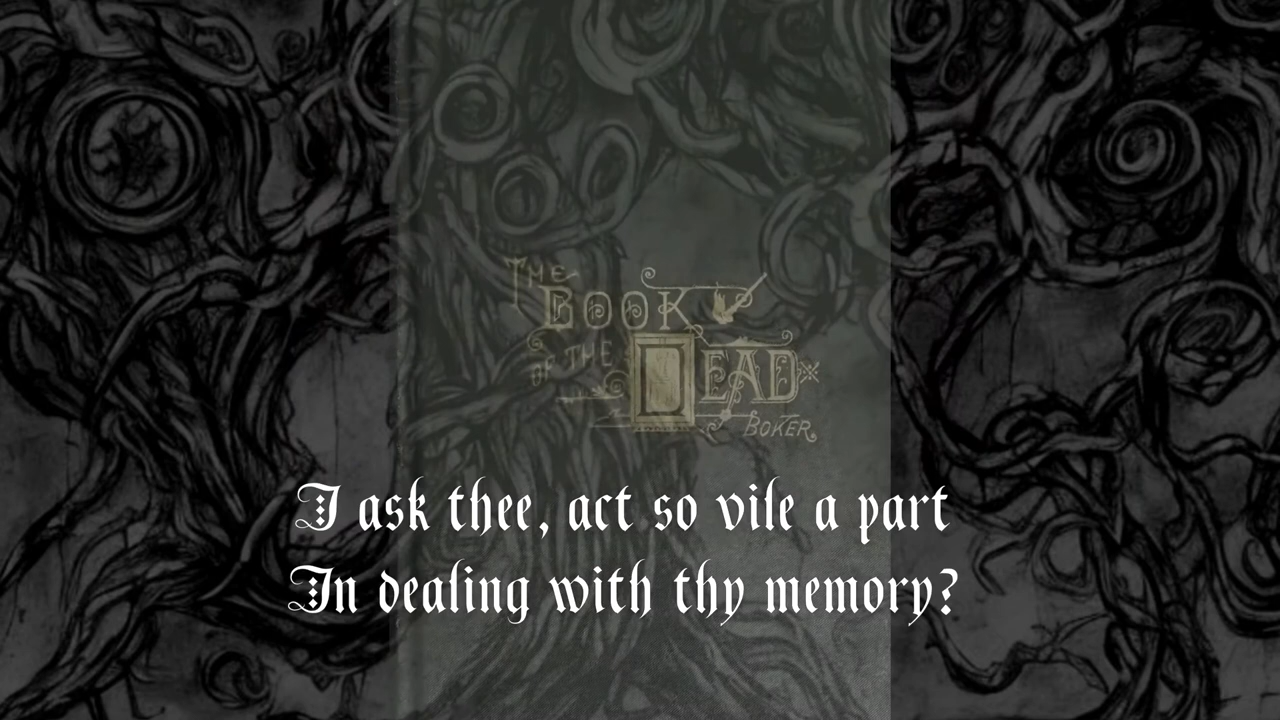 THE
BOOK
OF THE DEAD
BOKER
I ask thee, act so vile a part
In dealing with thy memory?